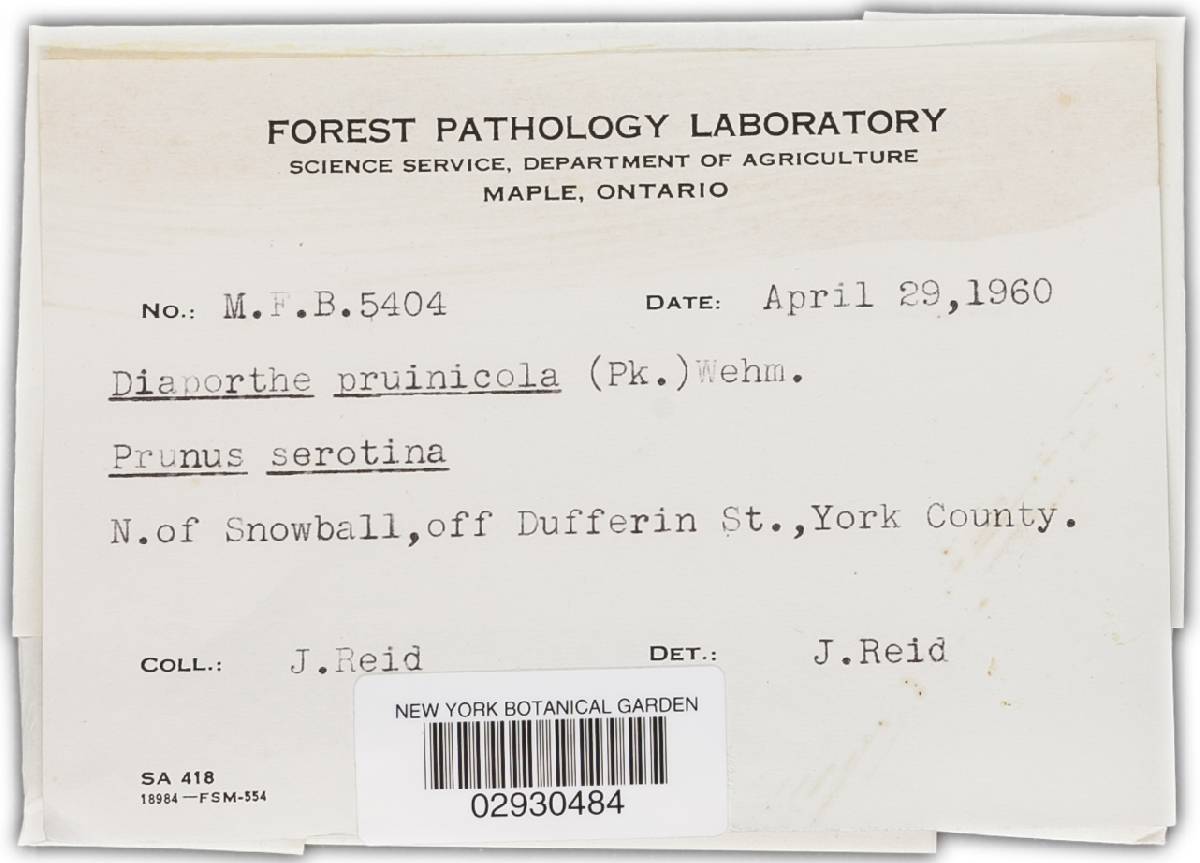 FOREST PATHOLOGY LABORATORY
SCIENCE SERVICE, DEPARTMENT OF AGRICULTURE
MAPLE, ONTARIO
No.: M.F.B.5404 DATE: April 29,1960
Diaporthe pruinicola (Pk.)Wehm.
Prunus serotina
N.of Snowball,off Dufferin St.,York County.
COLL.: J.Reid DET.: J.Reid
NEW YORK BOTANICAL GARDEN
02930484
SA 418
18984—FSM-554